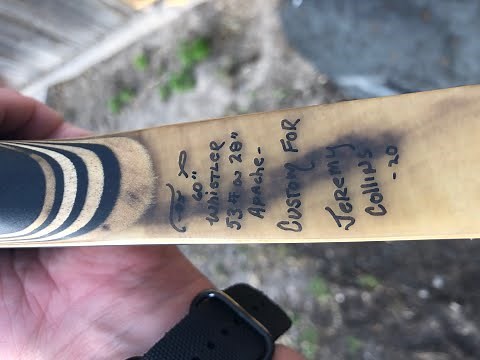 60"
WHISTLER
53# @ 28"
Apache-
CUSTOM FOR
JEREMY
Collins
-20